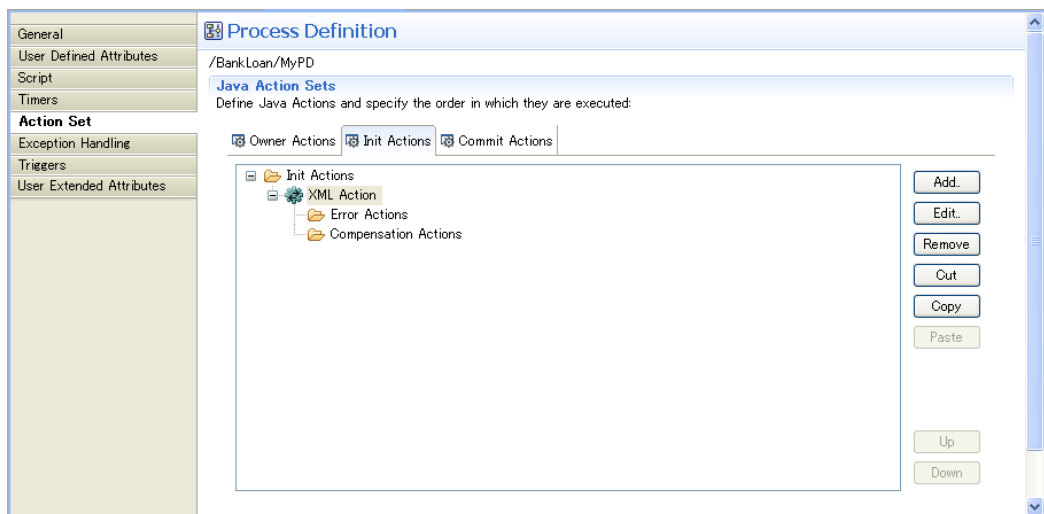 General
User Defined Attributes
Script
Timers
Action Set
Exception Handling
Triggers
User Extended Attributes
Process Definition
/BankLoan/MyPD
Java Action Sets
Define Java Actions and specify the order in which they are executed:
Owner Actions Init Actions Commit Actions
Init Actions
XML Action
Error Actions
Compensation Actions
Add..
Edit..
Remove
Cut
Copy
Paste
Up
Down